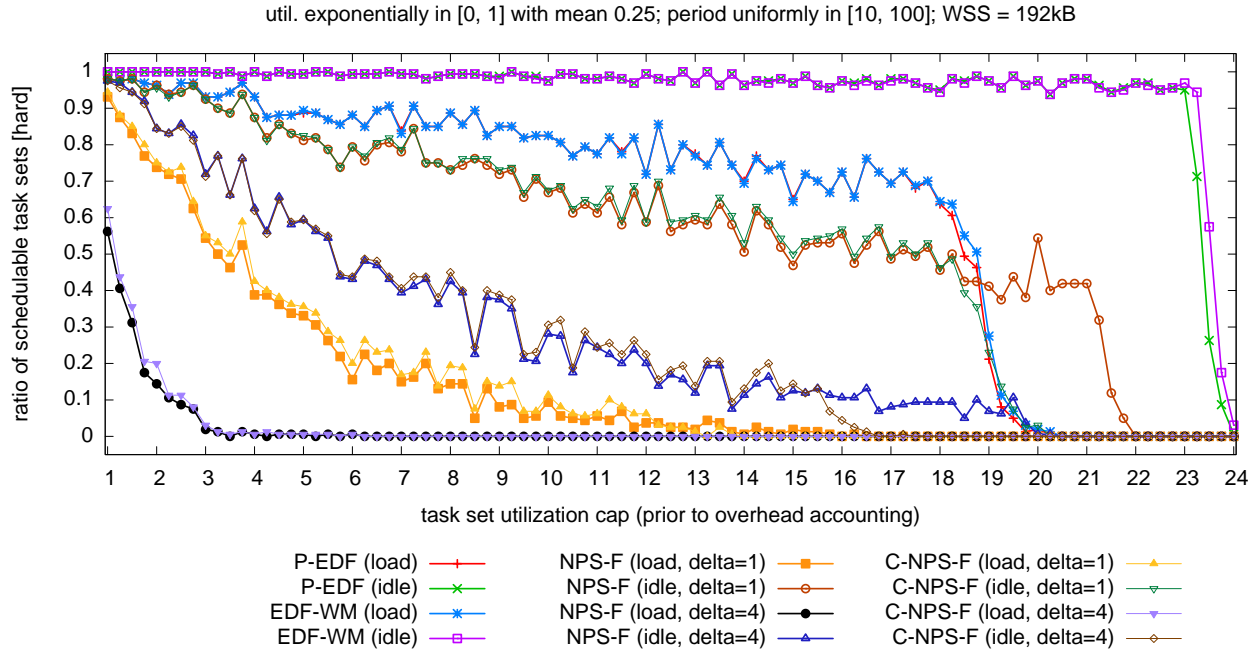 util. exponentially in [0, 1] with mean 0.25; period uniformly in [10, 100]; WSS = 192kB
ratio of schedulable task sets [hard]
1
0.9
0.8
0.7
0.6
0.5
0.4
0.3
0.2
0.1
0
1 2 3 4 5 6 7 8 9 10 11 12 13 14 15 16 17 18 19 20 21 22 23 24
task set utilization cap (prior to overhead accounting)
P-EDF (load)
P-EDF (idle)
EDF-WM (load)
EDF-WM (idle)
NPS-F (load, delta=1)
NPS-F (idle, delta=1)
NPS-F (load, delta=4)
NPS-F (idle, delta=4)
C-NPS-F (load, delta=1)
C-NPS-F (idle, delta=1)
C-NPS-F (load, delta=4)
C-NPS-F (idle, delta=4)